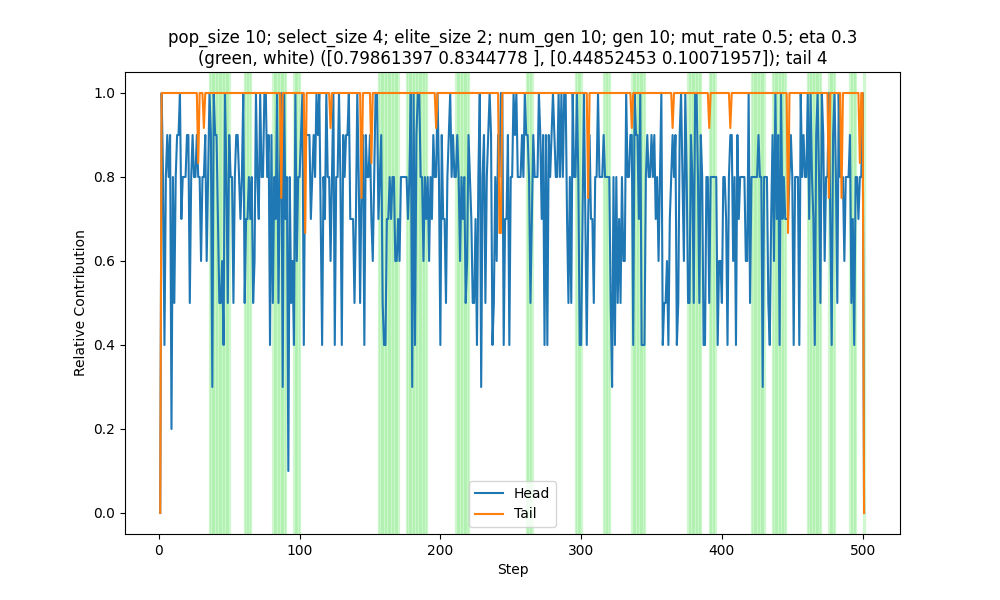 pop_size 10; select_size 4; elite_size 2; num_gen 10; gen 10; mut_rate 0.5; eta 0.3
(green, white) ([0.79861397 0.8344778 ], [0.44852453 0.10071957]); tail 4
Relative Contribution
1.0
0.8
0.6
0.4
0.2
0.0
Head
Tail
0 100 200 300 400 500
Step